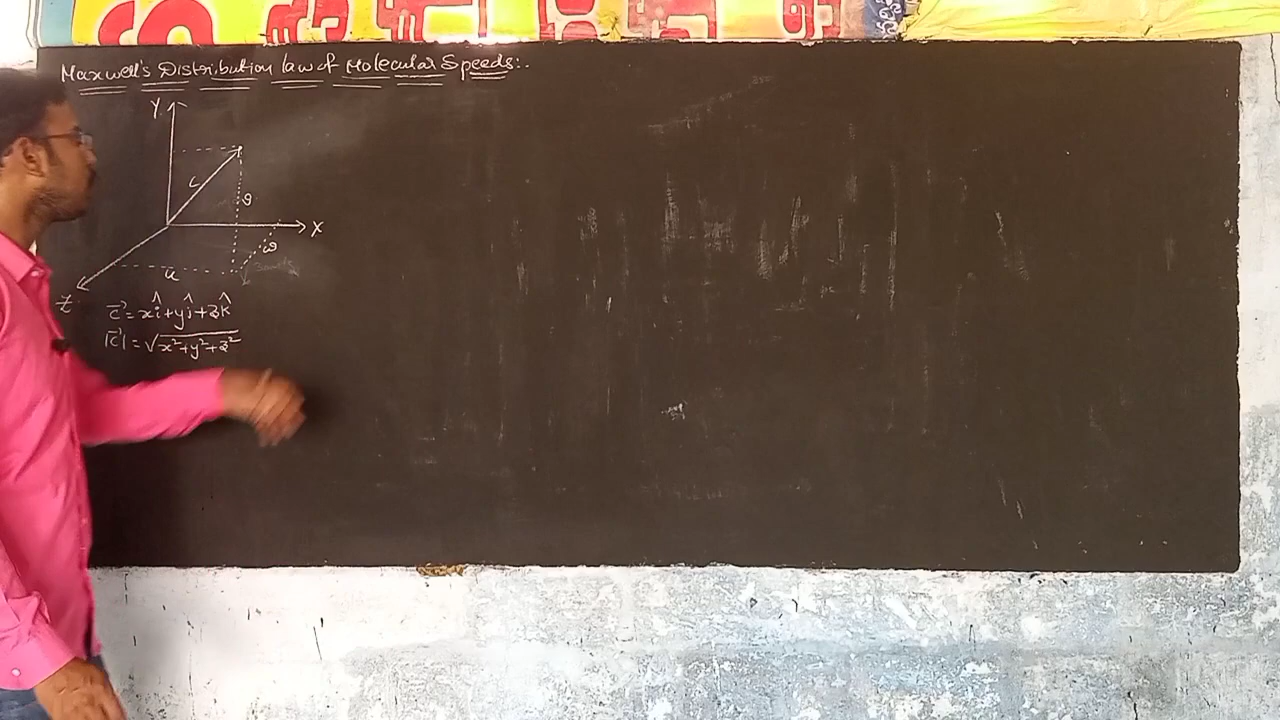 Maxwell's Distribution law of Molecular Speeds:.
Y
c
v
X
w
u
Z
c⃗ = xî+yĵ+zk̂
|c⃗| = √x²+y²+z²